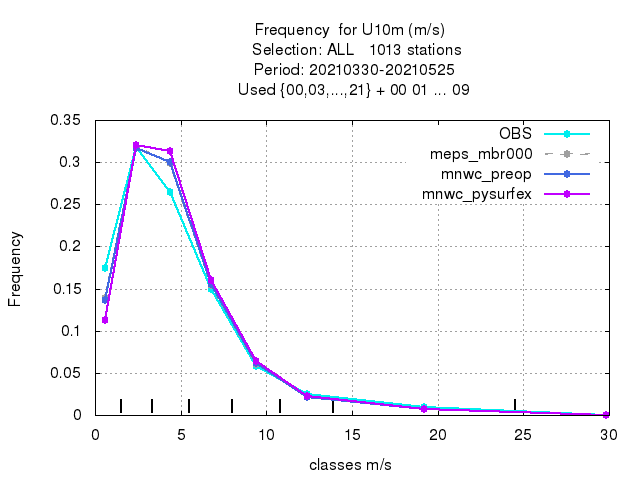 Frequency  for U10m (m/s)
Selection: ALL   1013 stations
Period: 20210330-20210525
Used {00,03,...,21} + 00 01 ... 09
OBS
meps_mbr000
mnwc_preop
mnwc_pysurfex
Frequency
0.35
0.3
0.25
0.2
0.15
0.1
0.05
0
0 5 10 15 20 25 30
classes m/s